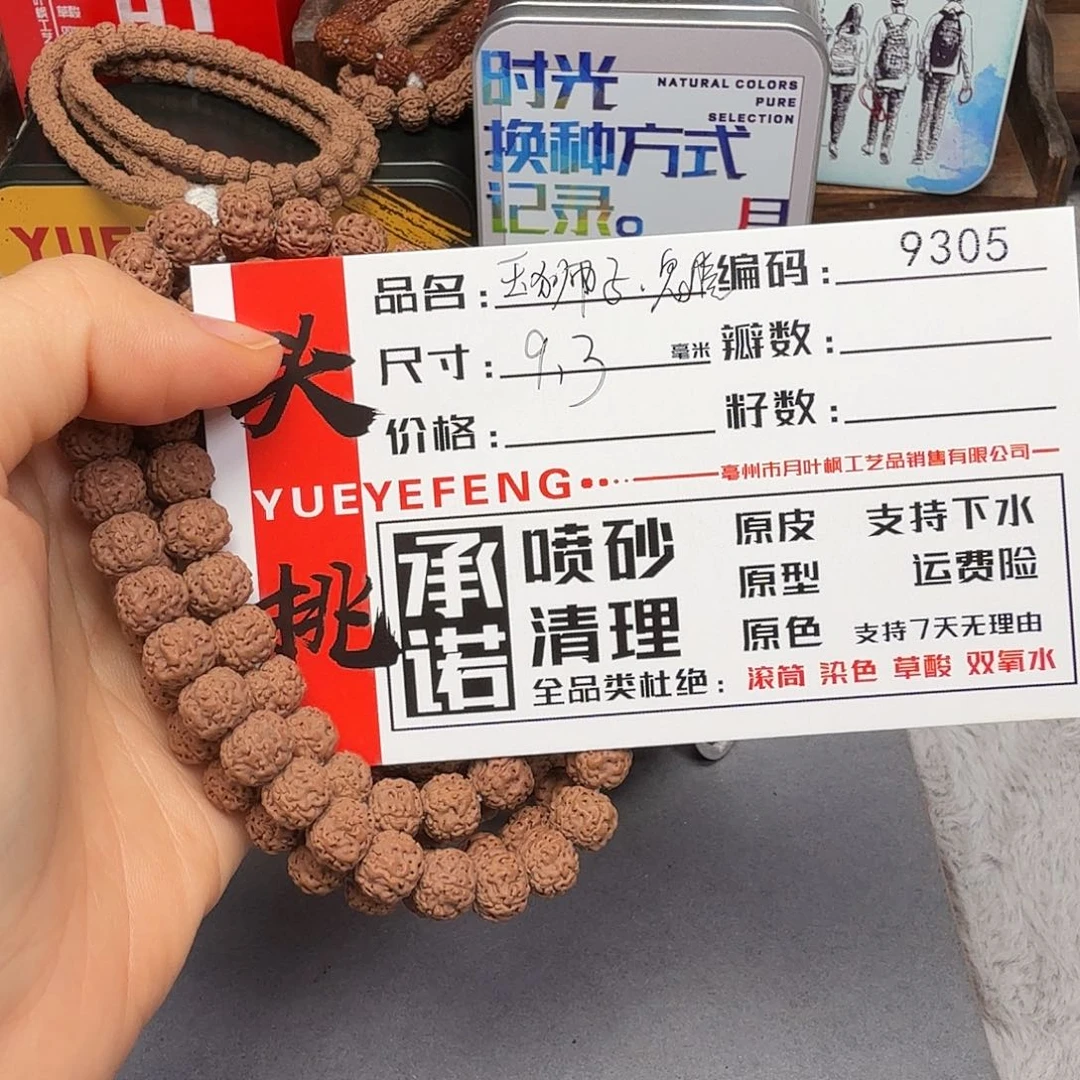 时光
换种方式
记录。
NATURAL COLORS
PURE
SELECTION
YUE
头
挑
品名：
编码：9305
尺寸：9.3毫米
瓣数：
价格：
籽数：
YUEYEFENG
亳州市月叶枫工艺品销售有限公司
承诺
喷砂
清理
原皮
支持下水
原型
运费险
原色
支持7天无理由
全品类杜绝：滚筒 染色 草酸 双氧水